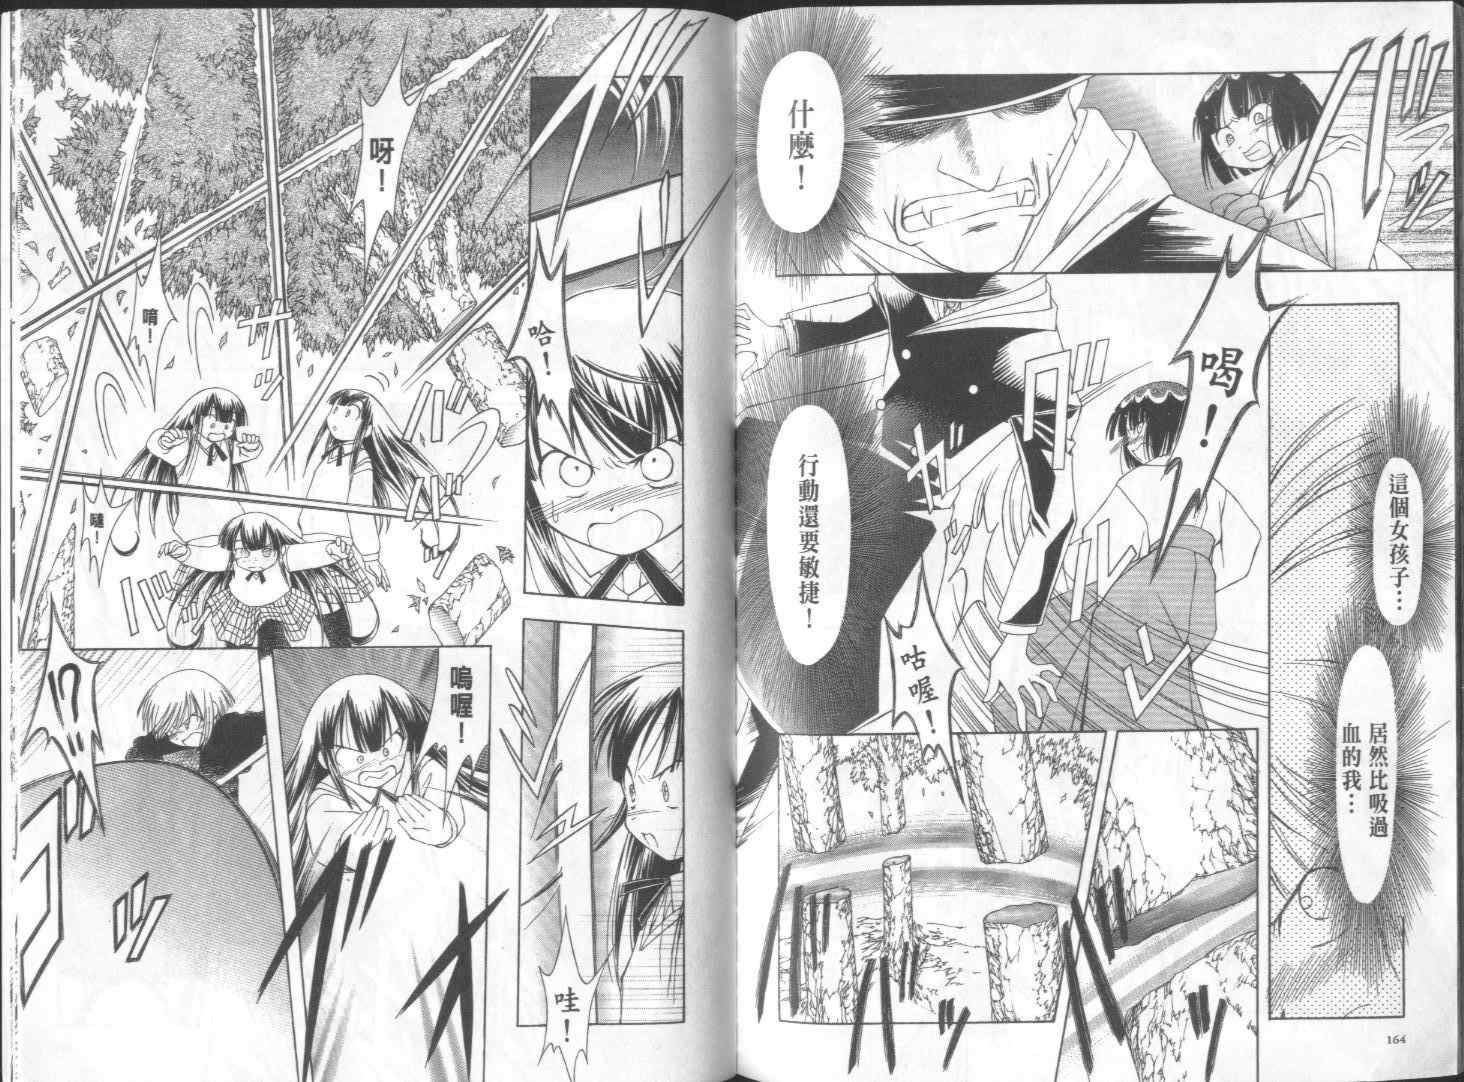 什麼！
喝！
這個女孩子…
居然比吸過
血的我…
行動還要敏捷！
咕喔！
164
哈！
呀！
唷！
噠！
哇！
嗚喔！
!?